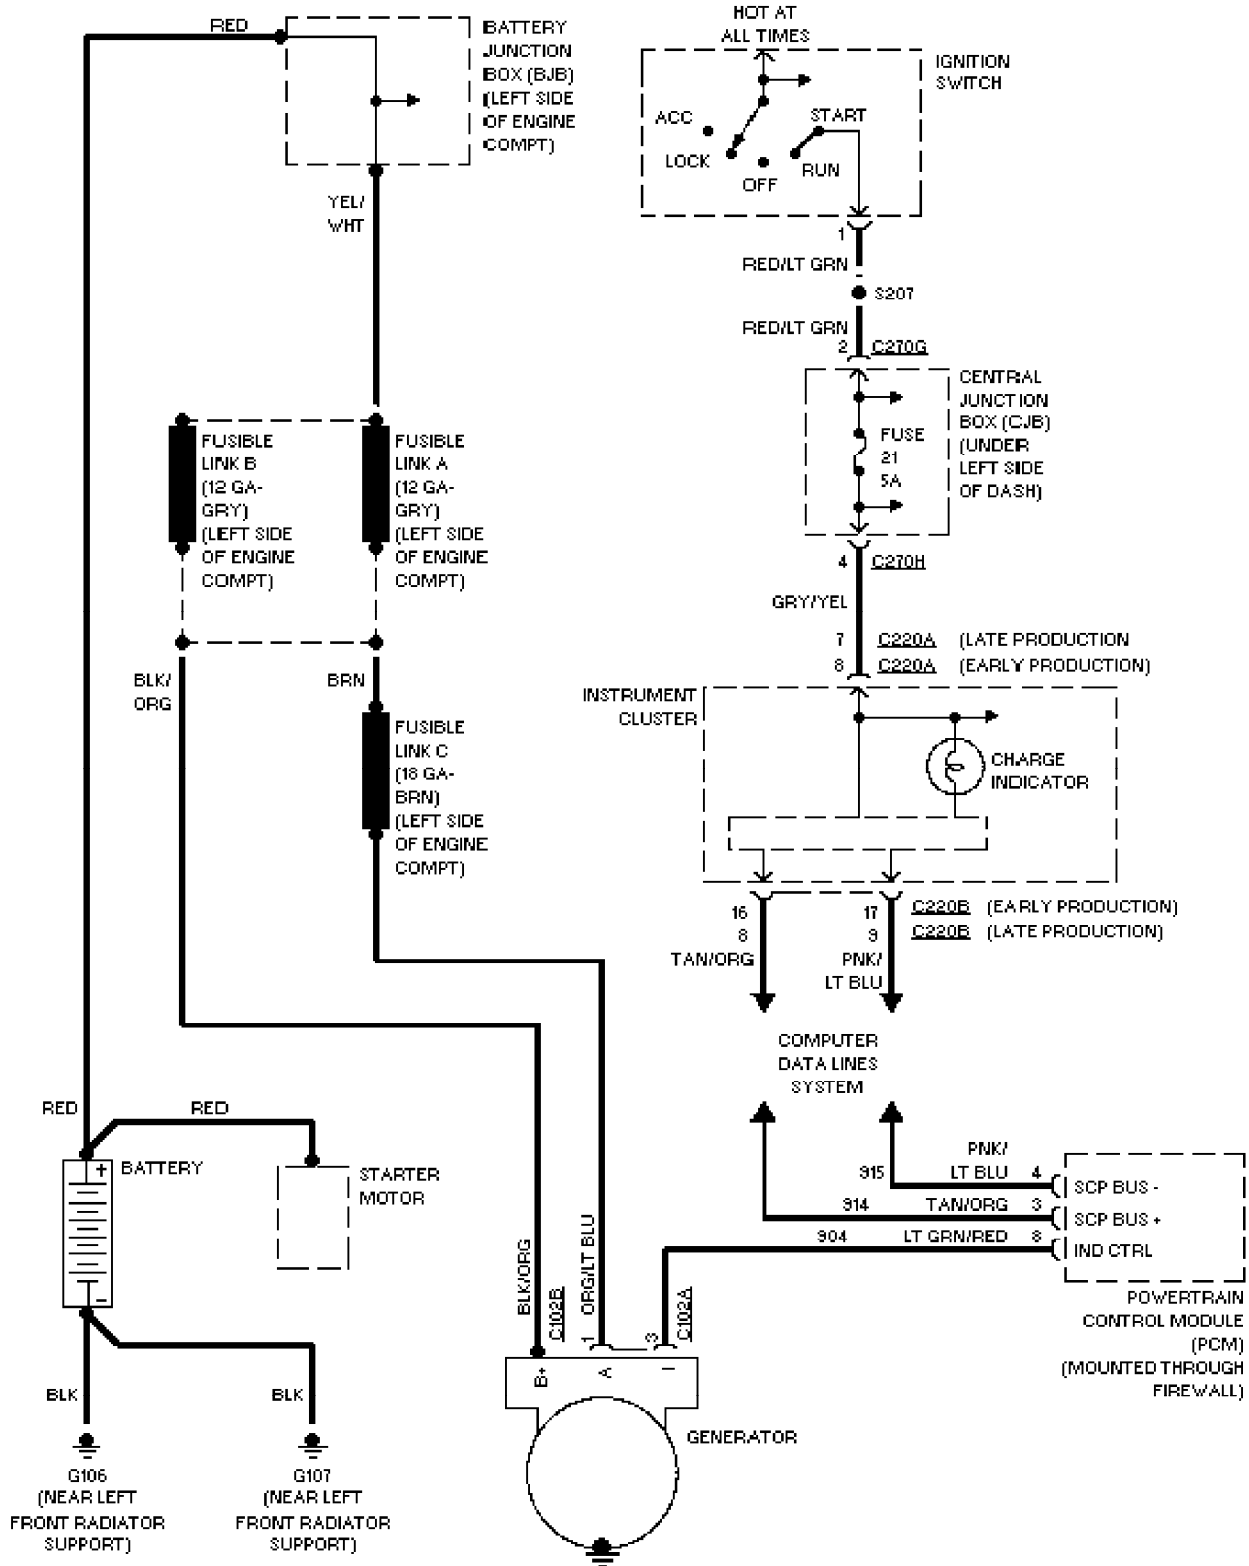 RED
BATTERY
JUNCTION
BOX (BJB)
(LEFT SIDE
OF ENGINE
COMPT)
YEL/
WHT
HOT AT
ALL TIMES
IGNITION
SWITCH
ACC
START
LOCK
OFF
RUN
1
RED/LT GRN
S207
RED/LT GRN
2
C270G
CENTRAL
JUNCTION
BOX (CJB)
(UNDER
LEFT SIDE
OF DASH)
FUSE
21
5A
4
C270H
GRY/YEL
7 C220A (LATE PRODUCTION
8 C220A (EARLY PRODUCTION)
FUSIBLE
LINK B
(12 GA-
GRY)
(LEFT SIDE
OF ENGINE
COMPT)
FUSIBLE
LINK A
(12 GA-
GRY)
(LEFT SIDE
OF ENGINE
COMPT)
BLK/
ORG
BRN
FUSIBLE
LINK C
(18 GA-
BRN)
(LEFT SIDE
OF ENGINE
COMPT)
INSTRUMENT
CLUSTER
CHARGE
INDICATOR
16 17 C220B (EARLY PRODUCTION)
8 9 C220B (LATE PRODUCTION)
TAN/ORG
PNK/
LT BLU
COMPUTER
DATA LINES
SYSTEM
RED
RED
+
BATTERY
-
STARTER
MOTOR
PNK/
915 LT BLU 4
SCP BUS -
914 TAN/ORG 3
SCP BUS +
904 LT GRN/RED 8
IND CTRL
POWERTRAIN
CONTROL MODULE
(PCM)
(MOUNTED THROUGH
FIREWALL)
BLK/ORG
C102B
ORG/LT BLU
1
3
C102A
B+
A
I
GENERATOR
BLK
BLK
G106
(NEAR LEFT
FRONT RADIATOR
SUPPORT)
G107
(NEAR LEFT
FRONT RADIATOR
SUPPORT)